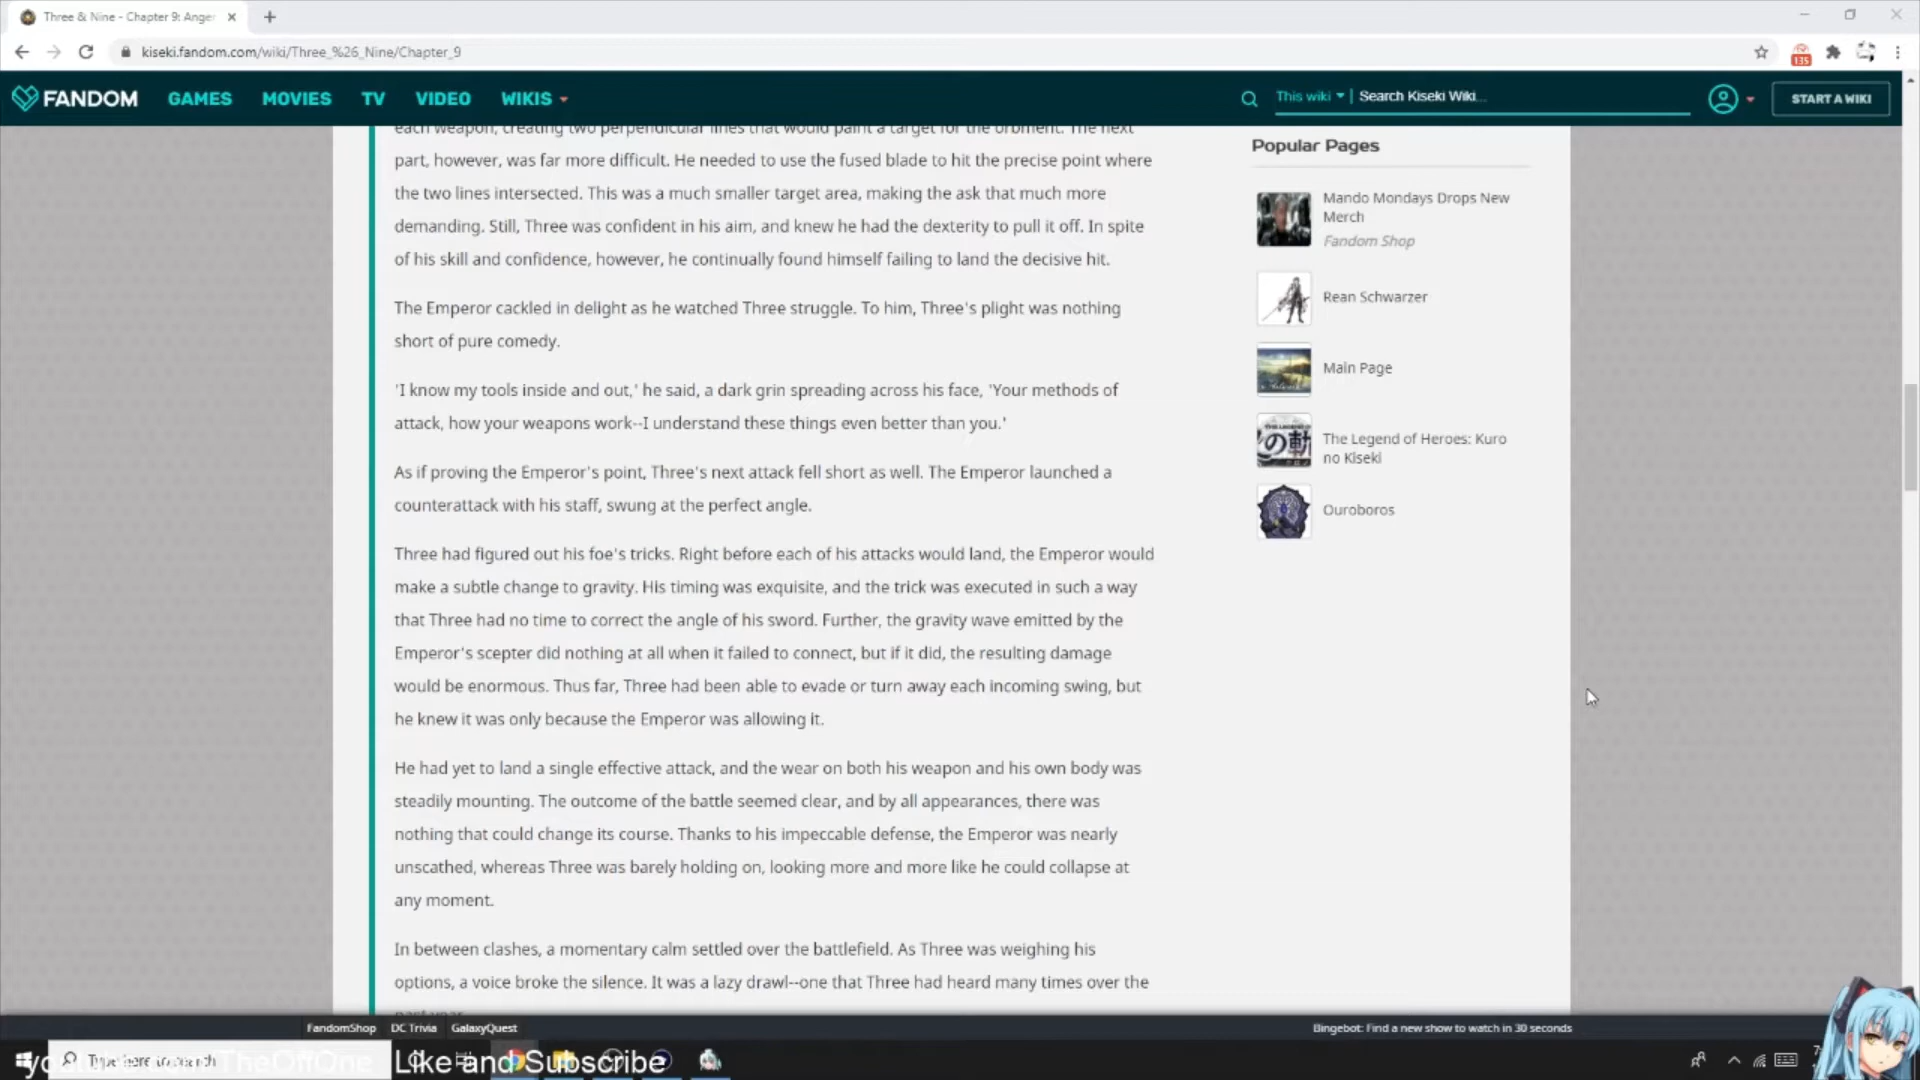 Three & Nine - Chapter 9: Anger
kiseki.fandom.com/wiki/Three_%26_Nine/Chapter_9
135
FANDOM GAMES MOVIES TV VIDEO WIKIS This wiki Search Kiseki Wiki... START A WIKI
each weapon, creating two perpendicular lines that would paint a target for the orbment. The next
part, however, was far more difficult. He needed to use the fused blade to hit the precise point where
the two lines intersected. This was a much smaller target area, making the ask that much more
demanding. Still, Three was confident in his aim, and knew he had the dexterity to pull it off. In spite
of his skill and confidence, however, he continually found himself failing to land the decisive hit.
The Emperor cackled in delight as he watched Three struggle. To him, Three's plight was nothing
short of pure comedy.
'I know my tools inside and out,' he said, a dark grin spreading across his face, 'Your methods of
attack, how your weapons work--I understand these things even better than you.'
As if proving the Emperor's point, Three's next attack fell short as well. The Emperor launched a
counterattack with his staff, swung at the perfect angle.
Three had figured out his foe's tricks. Right before each of his attacks would land, the Emperor would
make a subtle change to gravity. His timing was exquisite, and the trick was executed in such a way
that Three had no time to correct the angle of his sword. Further, the gravity wave emitted by the
Emperor's scepter did nothing at all when it failed to connect, but if it did, the resulting damage
would be enormous. Thus far, Three had been able to evade or turn away each incoming swing, but
he knew it was only because the Emperor was allowing it.
He had yet to land a single effective attack, and the wear on both his weapon and his own body was
steadily mounting. The outcome of the battle seemed clear, and by all appearances, there was
nothing that could change its course. Thanks to his impeccable defense, the Emperor was nearly
unscathed, whereas Three was barely holding on, looking more and more like he could collapse at
any moment.
In between clashes, a momentary calm settled over the battlefield. As Three was weighing his
options, a voice broke the silence. It was a lazy drawl--one that Three had heard many times over the
past year.
Popular Pages
Mando Mondays Drops New
Merch
Fandom Shop
Rean Schwarzer
Main Page
The Legend of Heroes: Kuro
no Kiseki
Ouroboros
FandomShop DC Trivia GalaxyQuest
Bingebot: Find a new show to watch in 30 seconds
Type here to search
youtube.com/TheOffOne Like and Subscribe